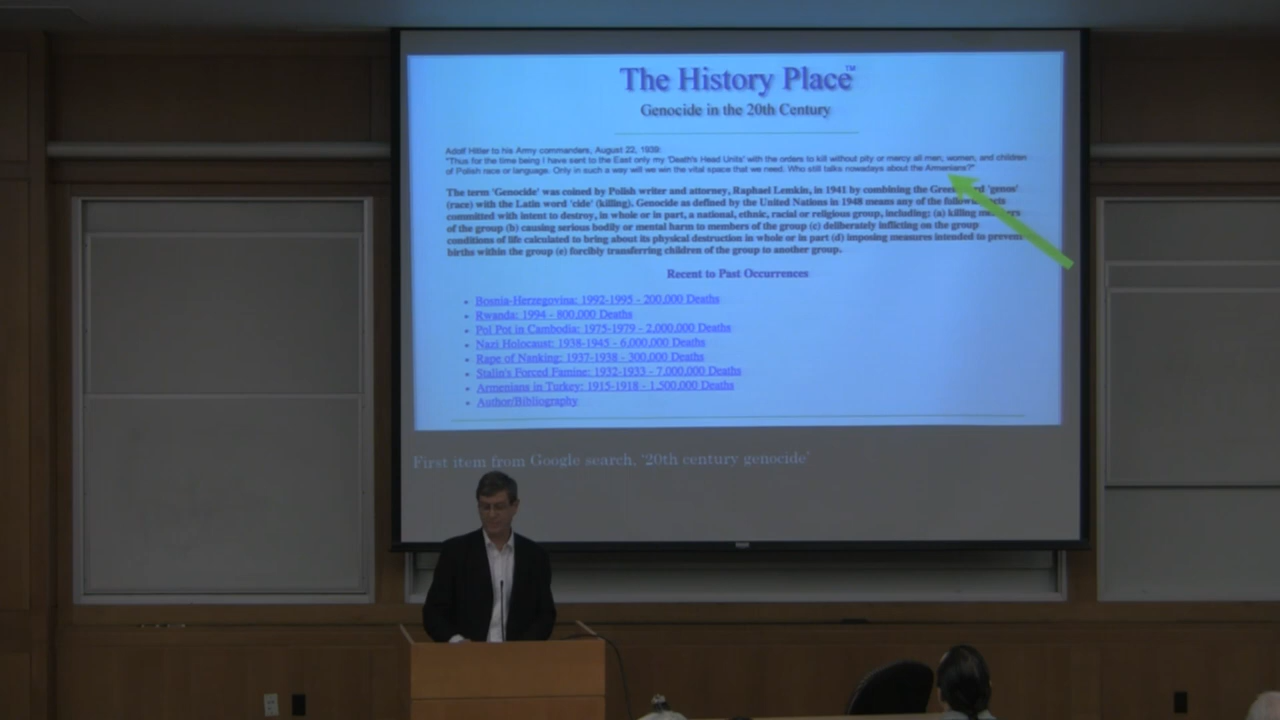 The History Place™
Genocide in the 20th Century
Adolf Hitler to his Army commanders, August 22, 1939:
"Thus for the time being I have sent to the East only my 'Death's Head Units' with the orders to kill without pity or mercy all men, women, and children
of Polish race or language. Only in such a way will we win the vital space that we need. Who still talks nowadays about the Armenians?"
The term 'Genocide' was coined by Polish writer and attorney, Raphael Lemkin, in 1941 by combining the Greek word 'genos'
(race) with the Latin word 'cide' (killing). Genocide as defined by the United Nations in 1948 means any of the following acts
committed with intent to destroy, in whole or in part, a national, ethnic, racial or religious group, including: (a) killing members
of the group (b) causing serious bodily or mental harm to members of the group (c) deliberately inflicting on the group
conditions of life calculated to bring about its physical destruction in whole or in part (d) imposing measures intended to prevent
births within the group (e) forcibly transferring children of the group to another group.
Recent to Past Occurrences
Bosnia-Herzegovina: 1992-1995 - 200,000 Deaths
Rwanda: 1994 - 800,000 Deaths
Pol Pot in Cambodia: 1975-1979 - 2,000,000 Deaths
Nazi Holocaust: 1938-1945 - 6,000,000 Deaths
Rape of Nanking: 1937-1938 - 300,000 Deaths
Stalin's Forced Famine: 1932-1933 - 7,000,000 Deaths
Armenians in Turkey: 1915-1918 - 1,500,000 Deaths
Author/Bibliography
First item from Google search, '20th century genocide'